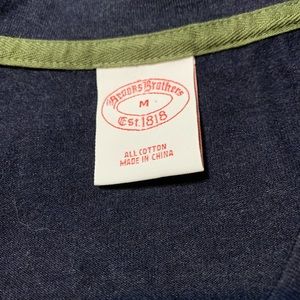 Brooks Brothers
M
Est. 1818
ALL COTTON
MADE IN CHINA